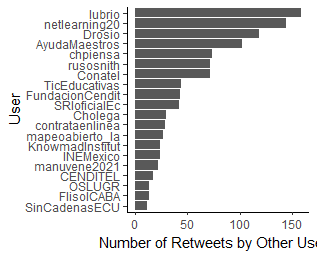 lubrio
netlearning20
Drosio
AyudaMaestros
chpiensa
rusosnith
Conatel
TicEducativas
FundacionCendit
SRIoficialEc
Cholega
contrataenlinea
mapeoabierto_la
KnowmadInstitut
INEMexico
manuvene2021
CENDITEL
OSLUGR
FlisolCABA
SinCadenasECU
User
0 50 100 150
Number of Retweets by Other Use